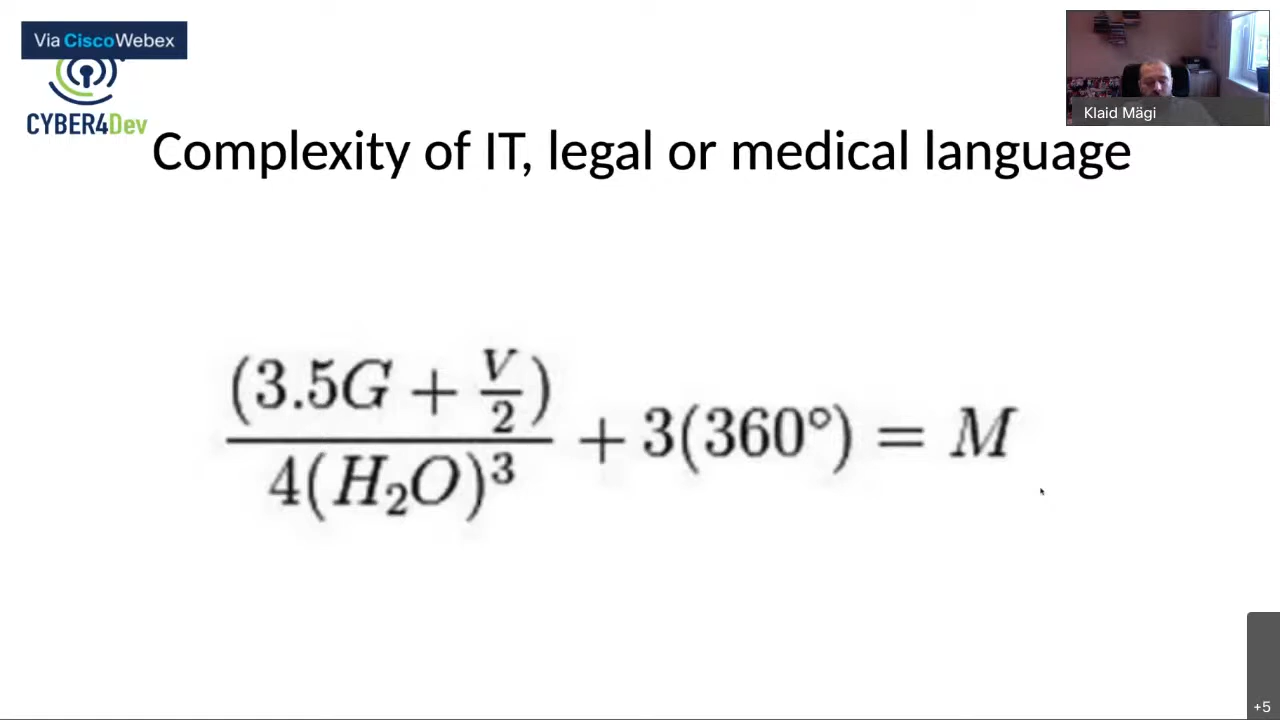 Via CiscoWebex
CYBER4Dev
Klaid Mägi
Complexity of IT, legal or medical language
(3.5G + V/2) / 4(H₂O)³ + 3(360°) = M
+5